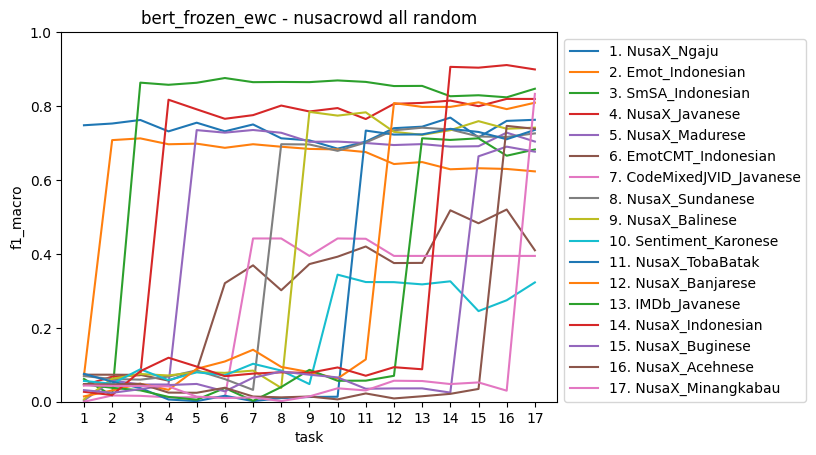 bert_frozen_ewc - nusacrowd all random
1.0
0.8
0.6
0.4
0.2
0.0
f1_macro
1 2 3 4 5 6 7 8 9 10 11 12 13 14 15 16 17
task
1. NusaX_Ngaju
2. Emot_Indonesian
3. SmSA_Indonesian
4. NusaX_Javanese
5. NusaX_Madurese
6. EmotCMT_Indonesian
7. CodeMixedJVID_Javanese
8. NusaX_Sundanese
9. NusaX_Balinese
10. Sentiment_Karonese
11. NusaX_TobaBatak
12. NusaX_Banjarese
13. IMDb_Javanese
14. NusaX_Indonesian
15. NusaX_Buginese
16. NusaX_Acehnese
17. NusaX_Minangkabau